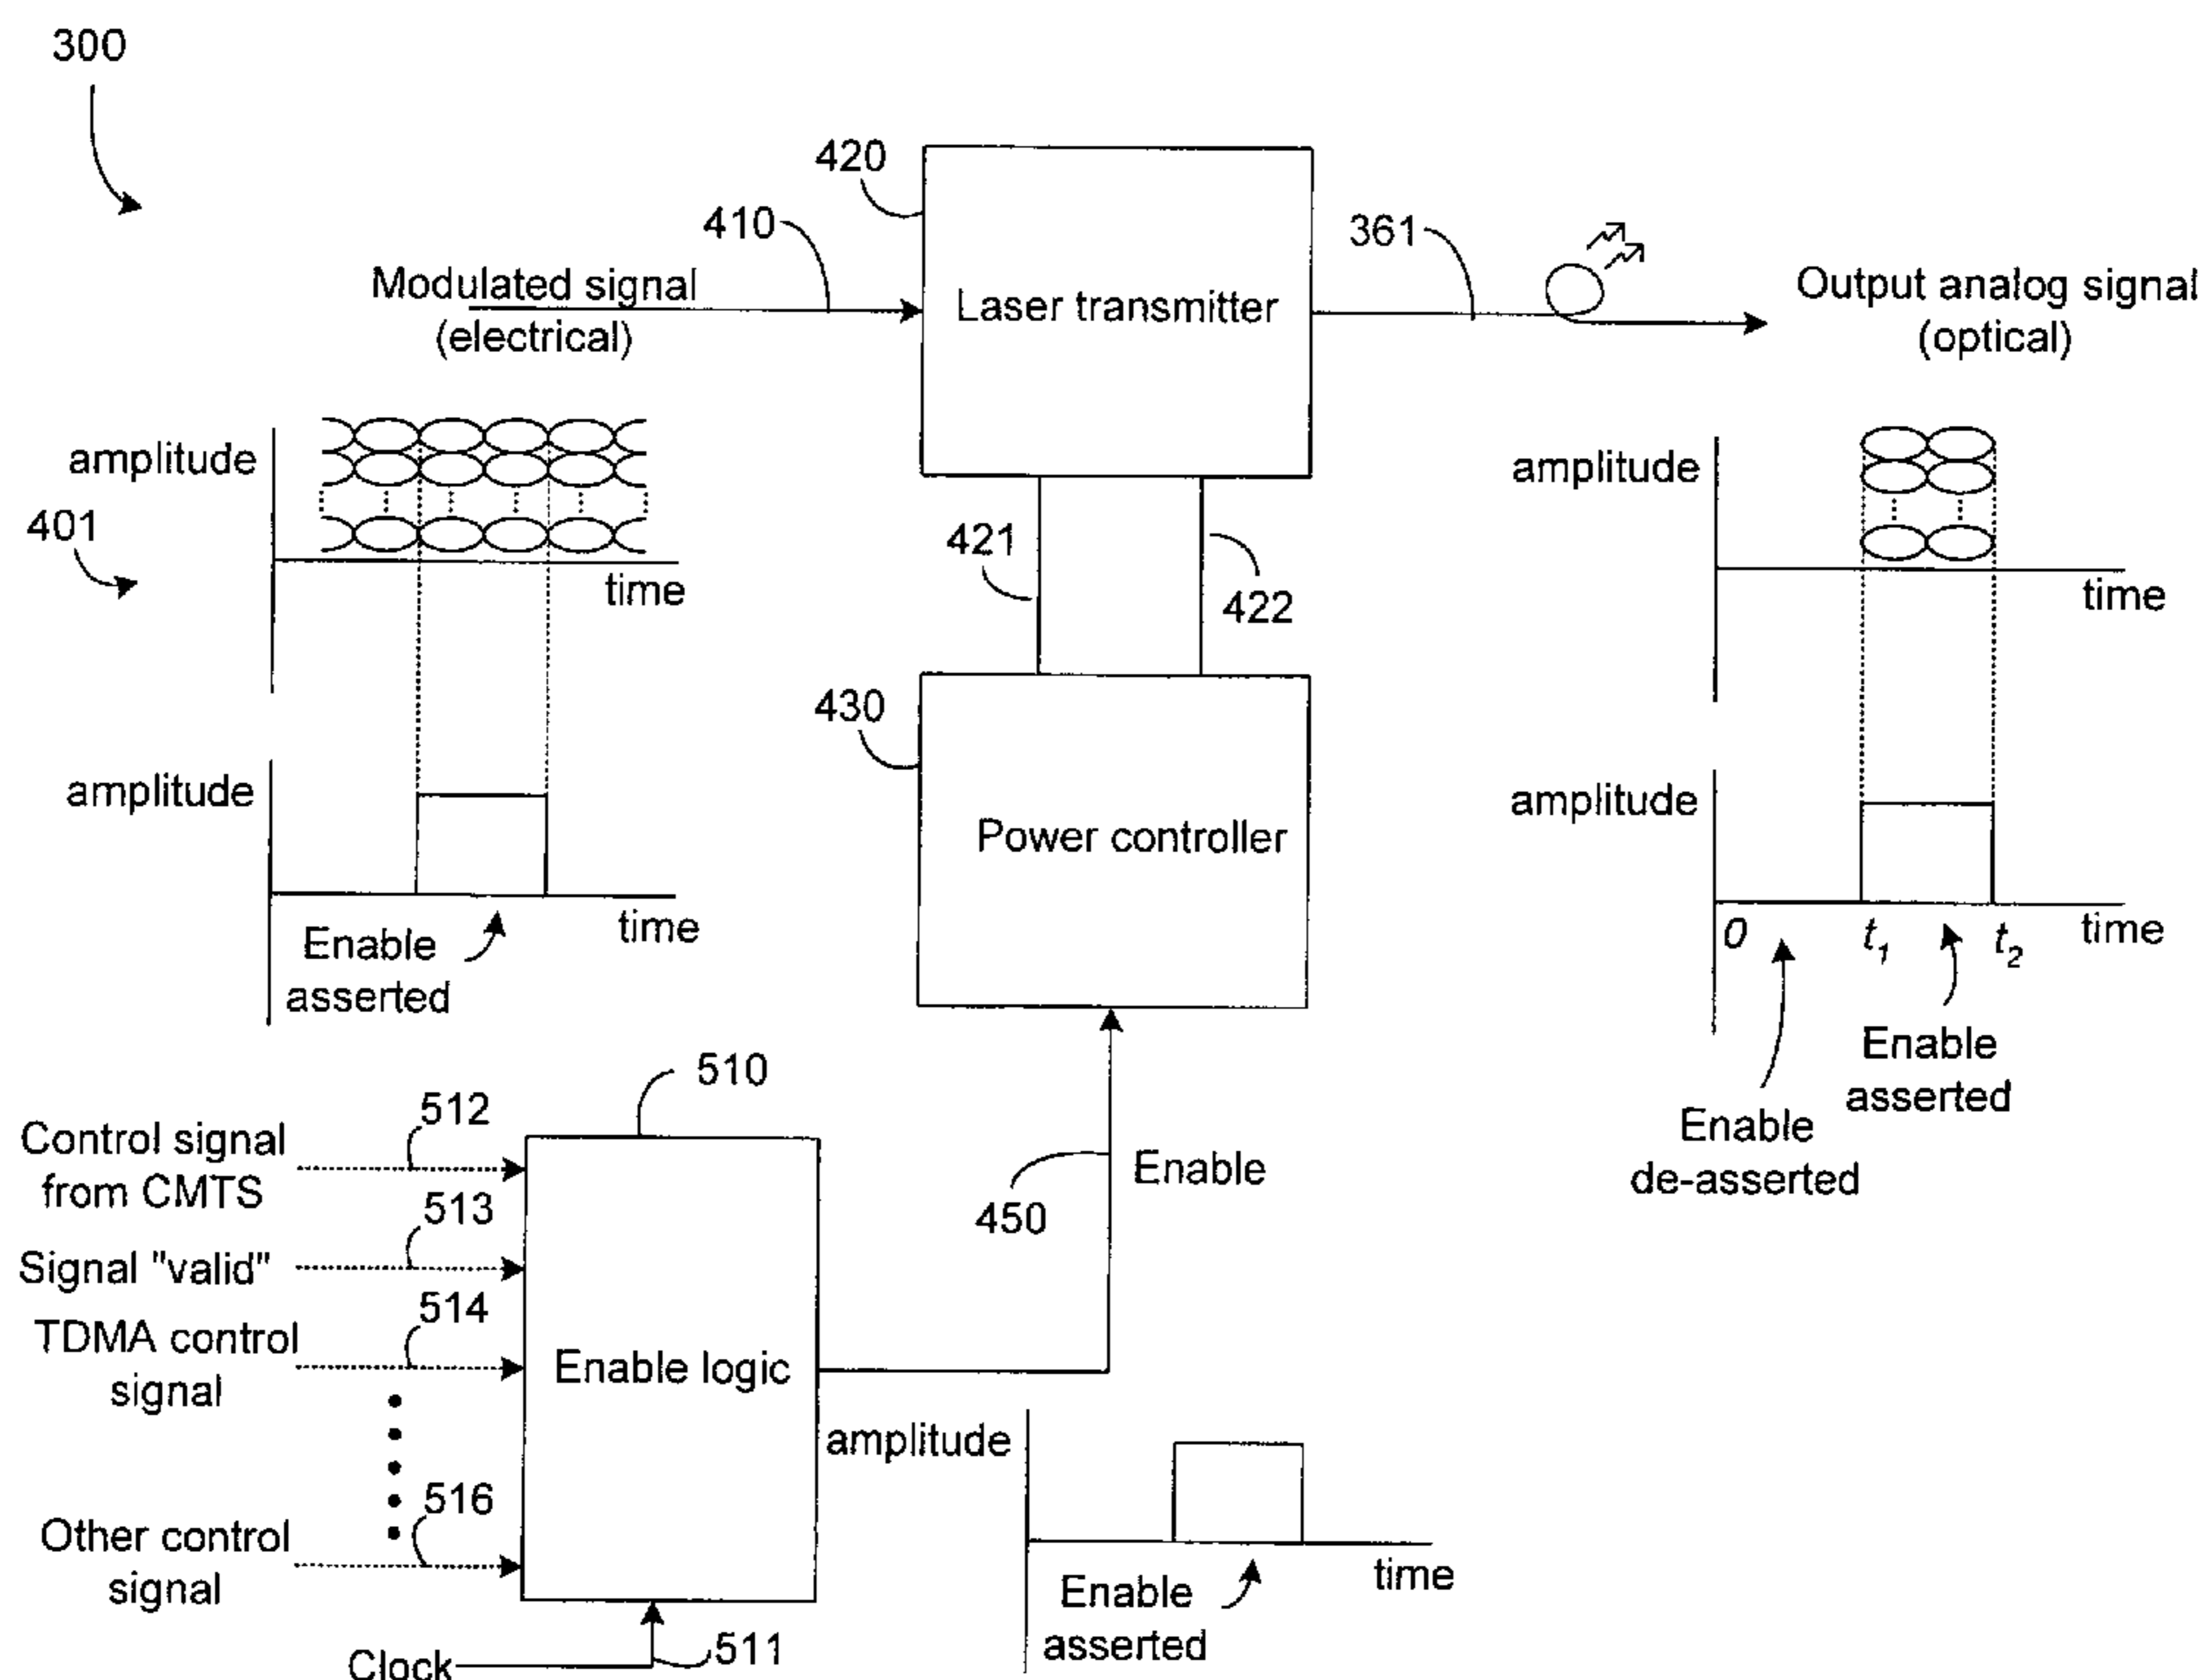 300
420
410
361
Modulated signal
(electrical)
Laser transmitter
Output analog signal
(optical)
amplitude
401
time
421
422
amplitude
time
430
Power controller
amplitude
time
Enable
asserted
amplitude
0
t1
t2
time
Enable
asserted
Enable
de-asserted
510
512
Control signal
from CMTS
513
Signal "valid"
514
TDMA control
signal
516
Other control
signal
Enable logic
450
Enable
amplitude
time
Enable
asserted
Clock
511